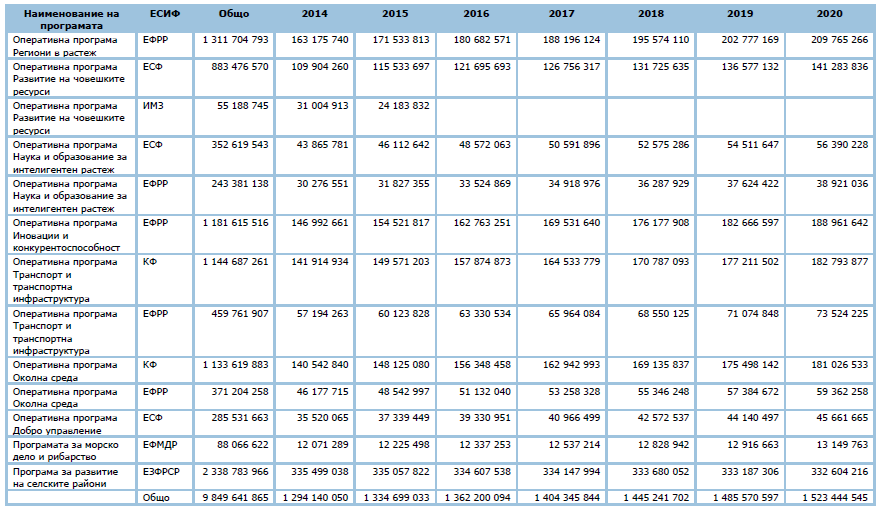 Наименование на програмата ЕСИФ Общо 2014 2015 2016 2017 2018 2019 2020
Оперативна програма ЕФРР 1 311 704 793 163 175 740 171 533 813 180 682 571 188 196 124 195 574 110 202 777 169 209 765 266
Региони в растеж
Оперативна програма ЕСФ 883 476 570 109 904 260 115 533 697 121 695 693 126 756 317 131 725 635 136 577 132 141 283 836
Развитие на човешките
ресурси
Оперативна програма ИМЗ 55 188 745 31 004 913 24 183 832
Развитие на човешките
ресурси
Оперативна програма ЕСФ 352 619 543 43 865 781 46 112 642 48 572 063 50 591 896 52 575 286 54 511 647 56 390 228
Наука и образование за
интелигентен растеж
Оперативна програма ЕФРР 243 381 138 30 276 551 31 827 355 33 524 869 34 918 976 36 287 929 37 624 422 38 921 036
Наука и образование за
интелигентен растеж
Оперативна програма ЕФРР 1 181 615 516 146 992 661 154 521 817 162 763 251 169 531 640 176 177 908 182 666 597 188 961 642
Иновации и
конкурентоспособност
Оперативна програма КФ 1 144 687 261 141 914 934 149 571 203 157 874 873 164 533 779 170 787 093 177 211 502 182 793 877
Транспорт и
транспортна
инфраструктура
Оперативна програма ЕФРР 459 761 907 57 194 263 60 123 828 63 330 534 65 964 084 68 550 125 71 074 848 73 524 225
Транспорт и
транспортна
инфраструктура
Оперативна програма КФ 1 133 619 883 140 542 840 148 125 080 156 348 458 162 942 993 169 135 837 175 498 142 181 026 533
Околна среда
Оперативна програма ЕФРР 371 204 258 46 177 715 48 542 997 51 132 040 53 258 328 55 346 248 57 384 672 59 362 258
Околна среда
Оперативна програма ЕСФ 285 531 663 35 520 065 37 339 449 39 330 951 40 966 499 42 572 537 44 140 497 45 661 665
Добро управление
Програмата за морско ЕФМДР 88 066 622 12 071 289 12 225 498 12 337 253 12 537 214 12 828 942 12 916 663 13 149 763
дело и рибарство
Програма за развитие ЕЗФРСР 2 338 783 966 335 499 038 335 057 822 334 607 538 334 147 994 333 680 052 333 187 306 332 604 216
на селските райони
Общо 9 849 641 865 1 294 140 050 1 334 699 033 1 362 200 094 1 404 345 844 1 445 241 702 1 485 570 597 1 523 444 545